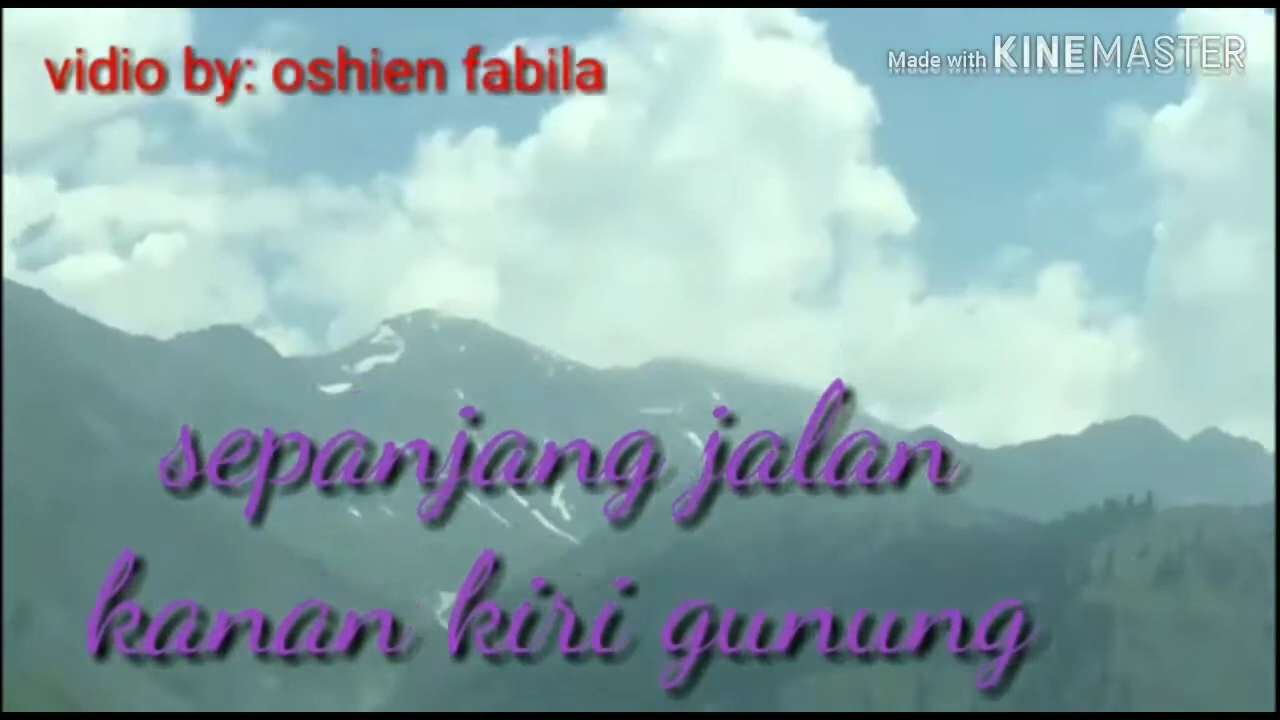 vidio by: oshien fabila
Made with KINEMASTER
sepanjang jalan
kanan kiri gunung